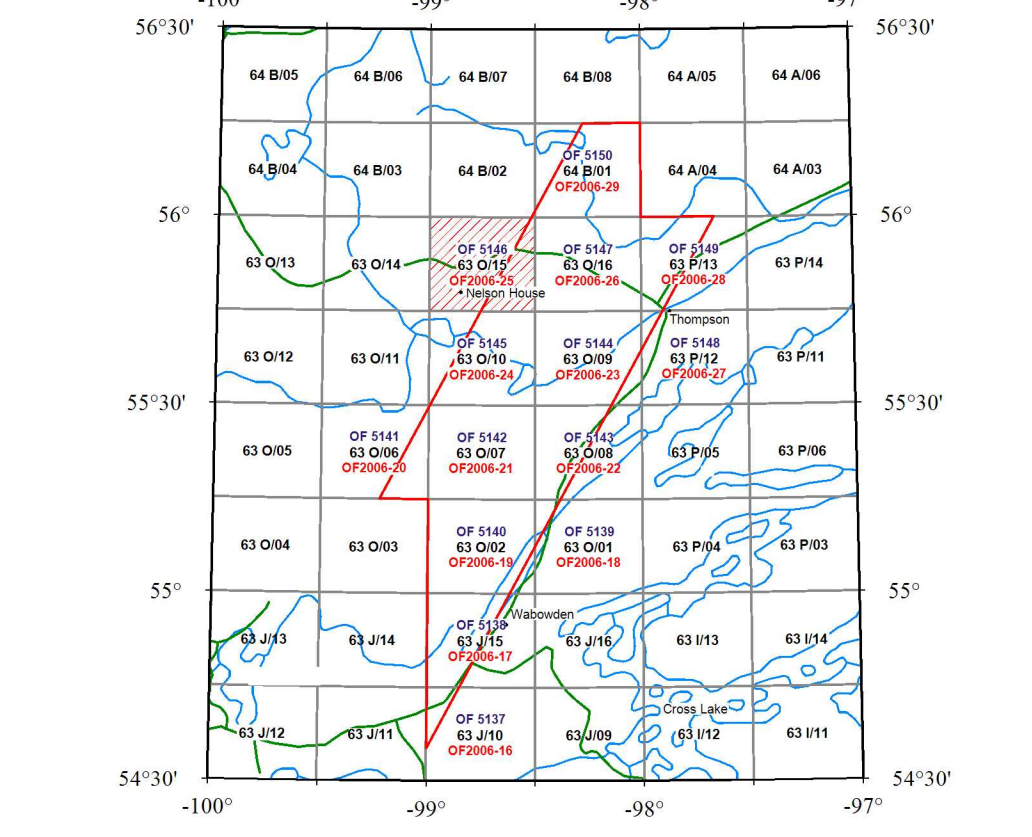 -100° -99° -98° -97
56°30' 56°30'
64 B/05 64 B/06 64 B/07 64 B/08 64 A/05 64 A/06
OF 5150
64 B/04 64 B/03 64 B/02 64 B/01 64 A/04 64 A/03
OF2006-29
56° 56°
OF 5146 OF 5147 OF 5149
63 O/13 63 O/14 63 O/15 63 O/16 63 P/13 63 P/14
OF2006-25 OF2006-26 OF2006-28
Nelson House
Thompson
OF 5145 OF 5144 OF 5148
63 O/12 63 O/11 63 O/10 63 O/09 63 P/12 63 P/11
OF2006-24 OF2006-23 OF2006-27
55°30' 55°30'
OF 5141 OF 5142 OF 5143
63 O/05 63 O/06 63 O/07 63 O/08 63 P/05 63 P/06
OF2006-20 OF2006-21 OF2006-22
OF 5140 OF 5139
63 O/04 63 O/03 63 O/02 63 O/01 63 P/04 63 P/03
OF2006-19 OF2006-18
55° 55°
Wabowden
OF 5138
63 J/13 63 J/14 63 J/15 63 J/16 63 I/13 63 I/14
OF2006-17
Cross Lake
OF 5137
63 J/12 63 J/11 63 J/10 63 J/09 63 I/12 63 I/11
OF2006-16
54°30' 54°30'
-100° -99° -98° -97°